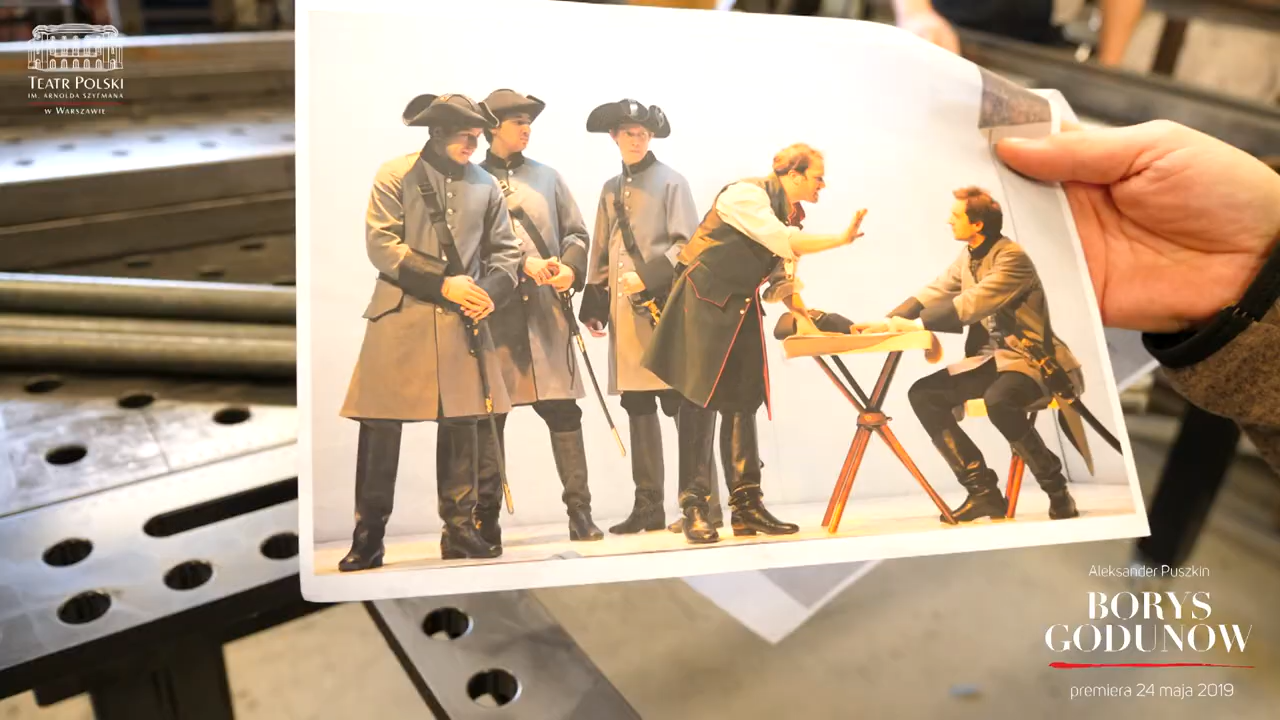 TEATR POLSKI
IM. ARNOLDA SZYFMANA
W WARSZAWIE
Aleksander Puszkin
BORYS
GODUNOW
premiera 24 maja 2019